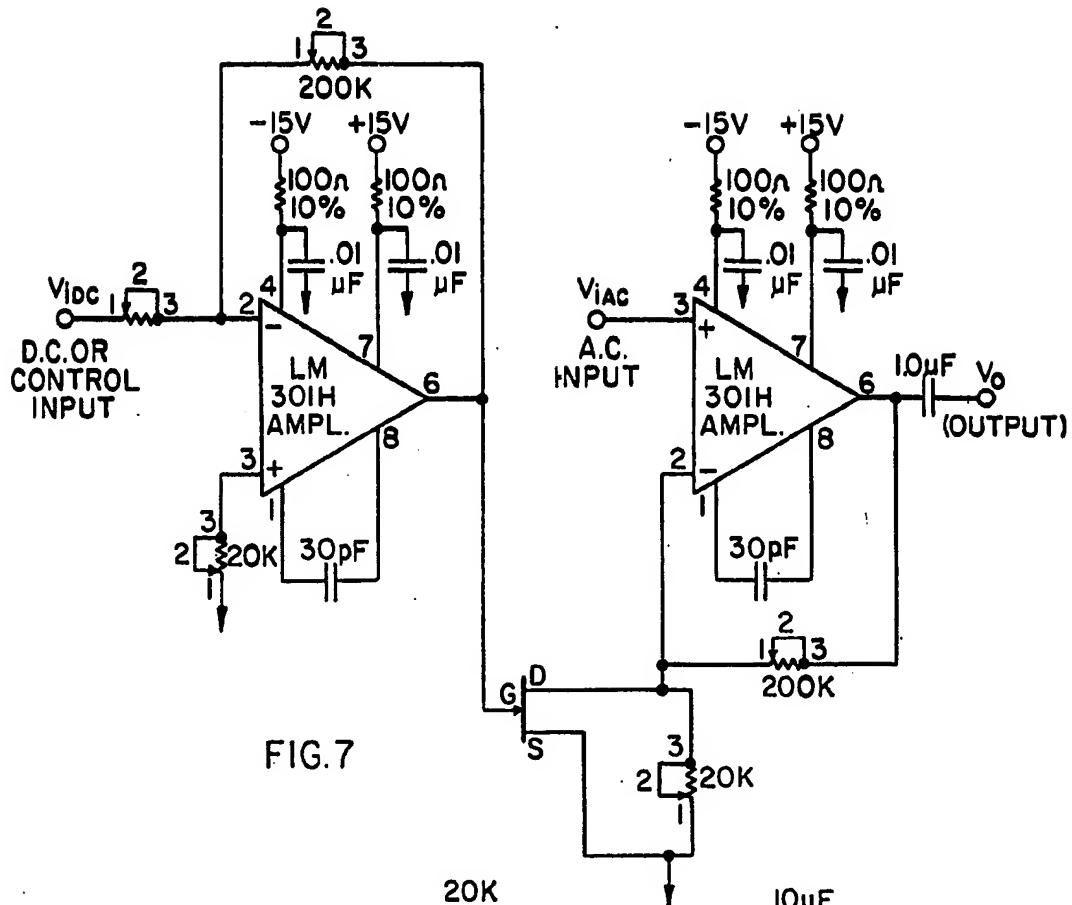 2
1 3
200K
-15V +15V
100Ω 10%
100Ω 10%
.01 µF
.01 µF
4
7
2
1 3
ViDC
D.C. OR CONTROL INPUT
2 -
LM 301H AMPL.
6
8
3 +
1
30pF
3
2 20K
1
-15V +15V
100Ω 10%
100Ω 10%
.01 µF
.01 µF
4
7
ViAC
A.C. INPUT
3 +
LM 301H AMPL.
6
8
2 -
1
30pF
1.0µF
Vo
(OUTPUT)
2
1 3
200K
G D
S
3
2 20K
1
FIG.7
20K
10µF